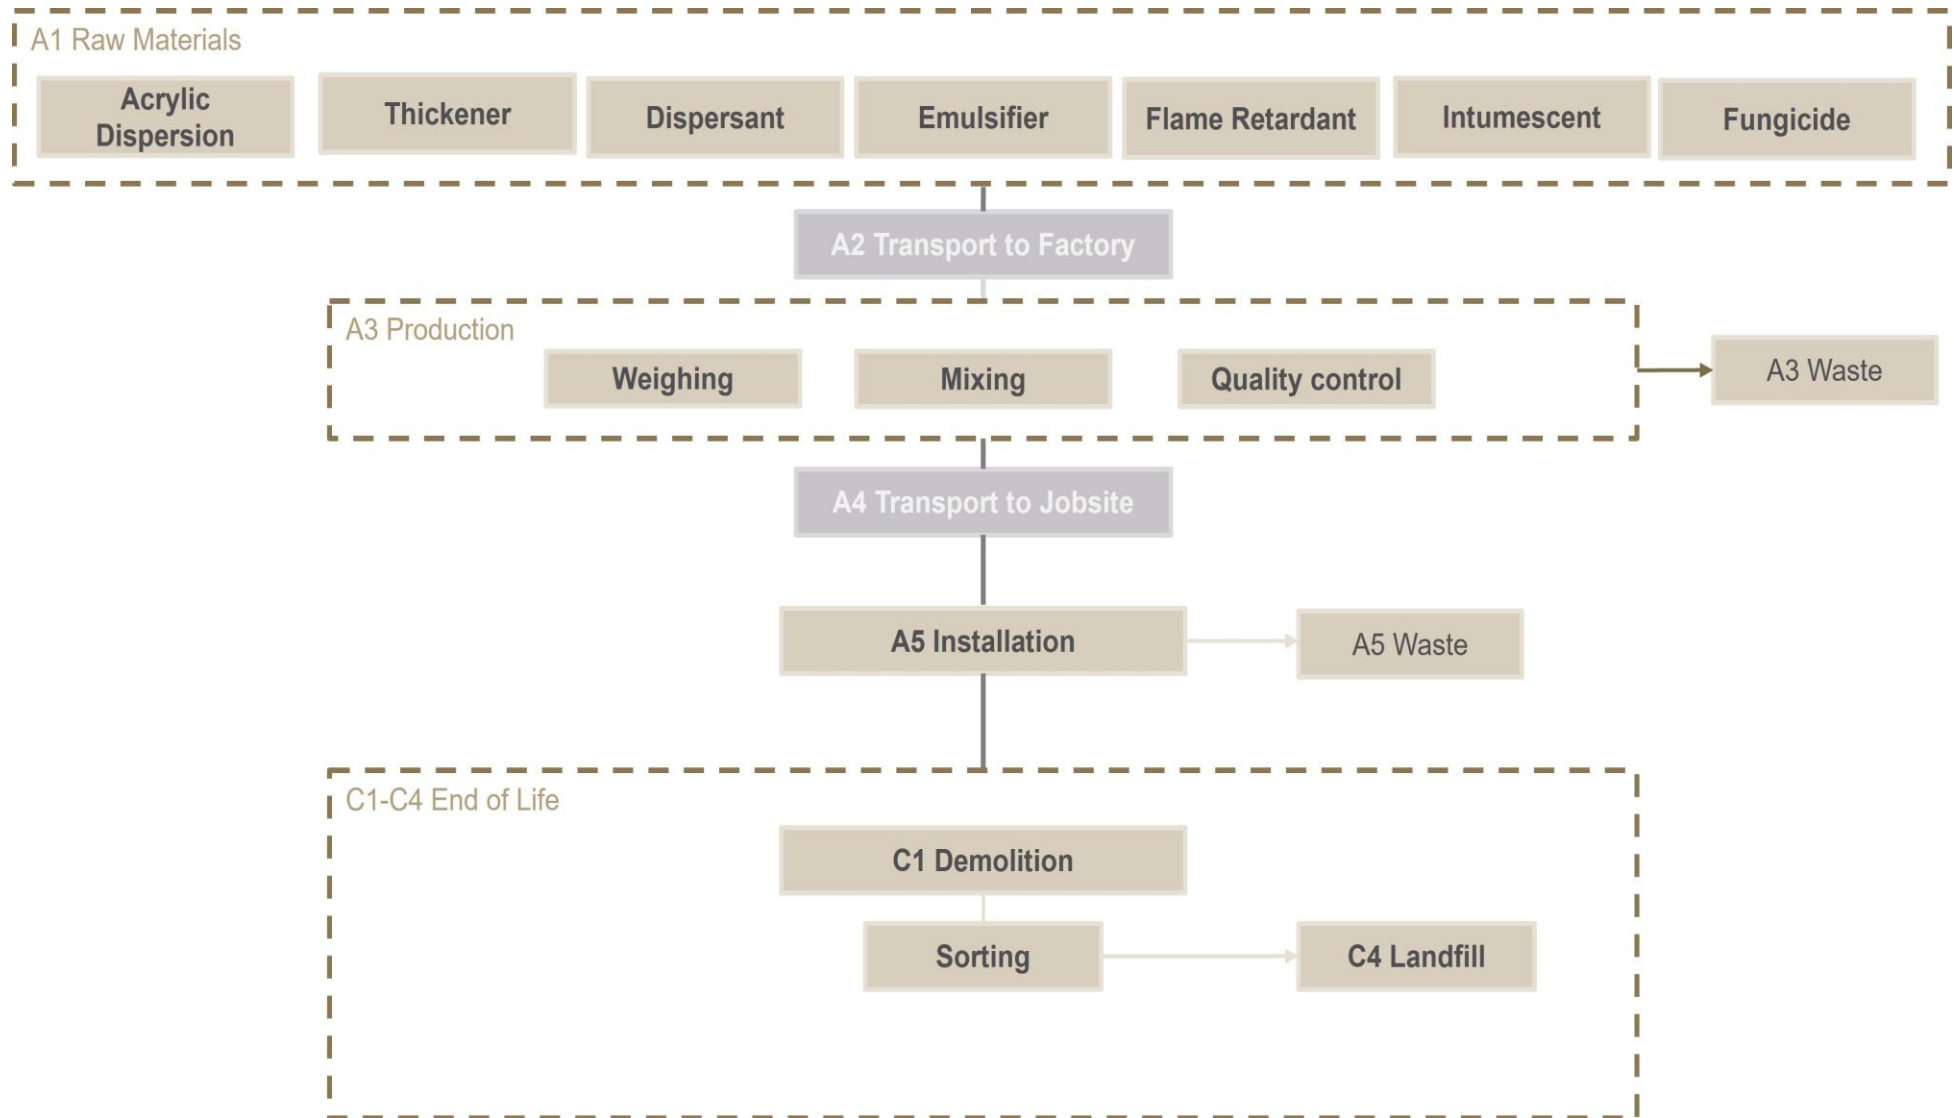 A1 Raw Materials
Acrylic
Dispersion
Thickener
Dispersant
Emulsifier
Flame Retardant
Intumescent
Fungicide
A2 Transport to Factory
A3 Production
Weighing
Mixing
Quality control
A3 Waste
A4 Transport to Jobsite
A5 Installation
A5 Waste
C1-C4 End of Life
C1 Demolition
Sorting
C4 Landfill